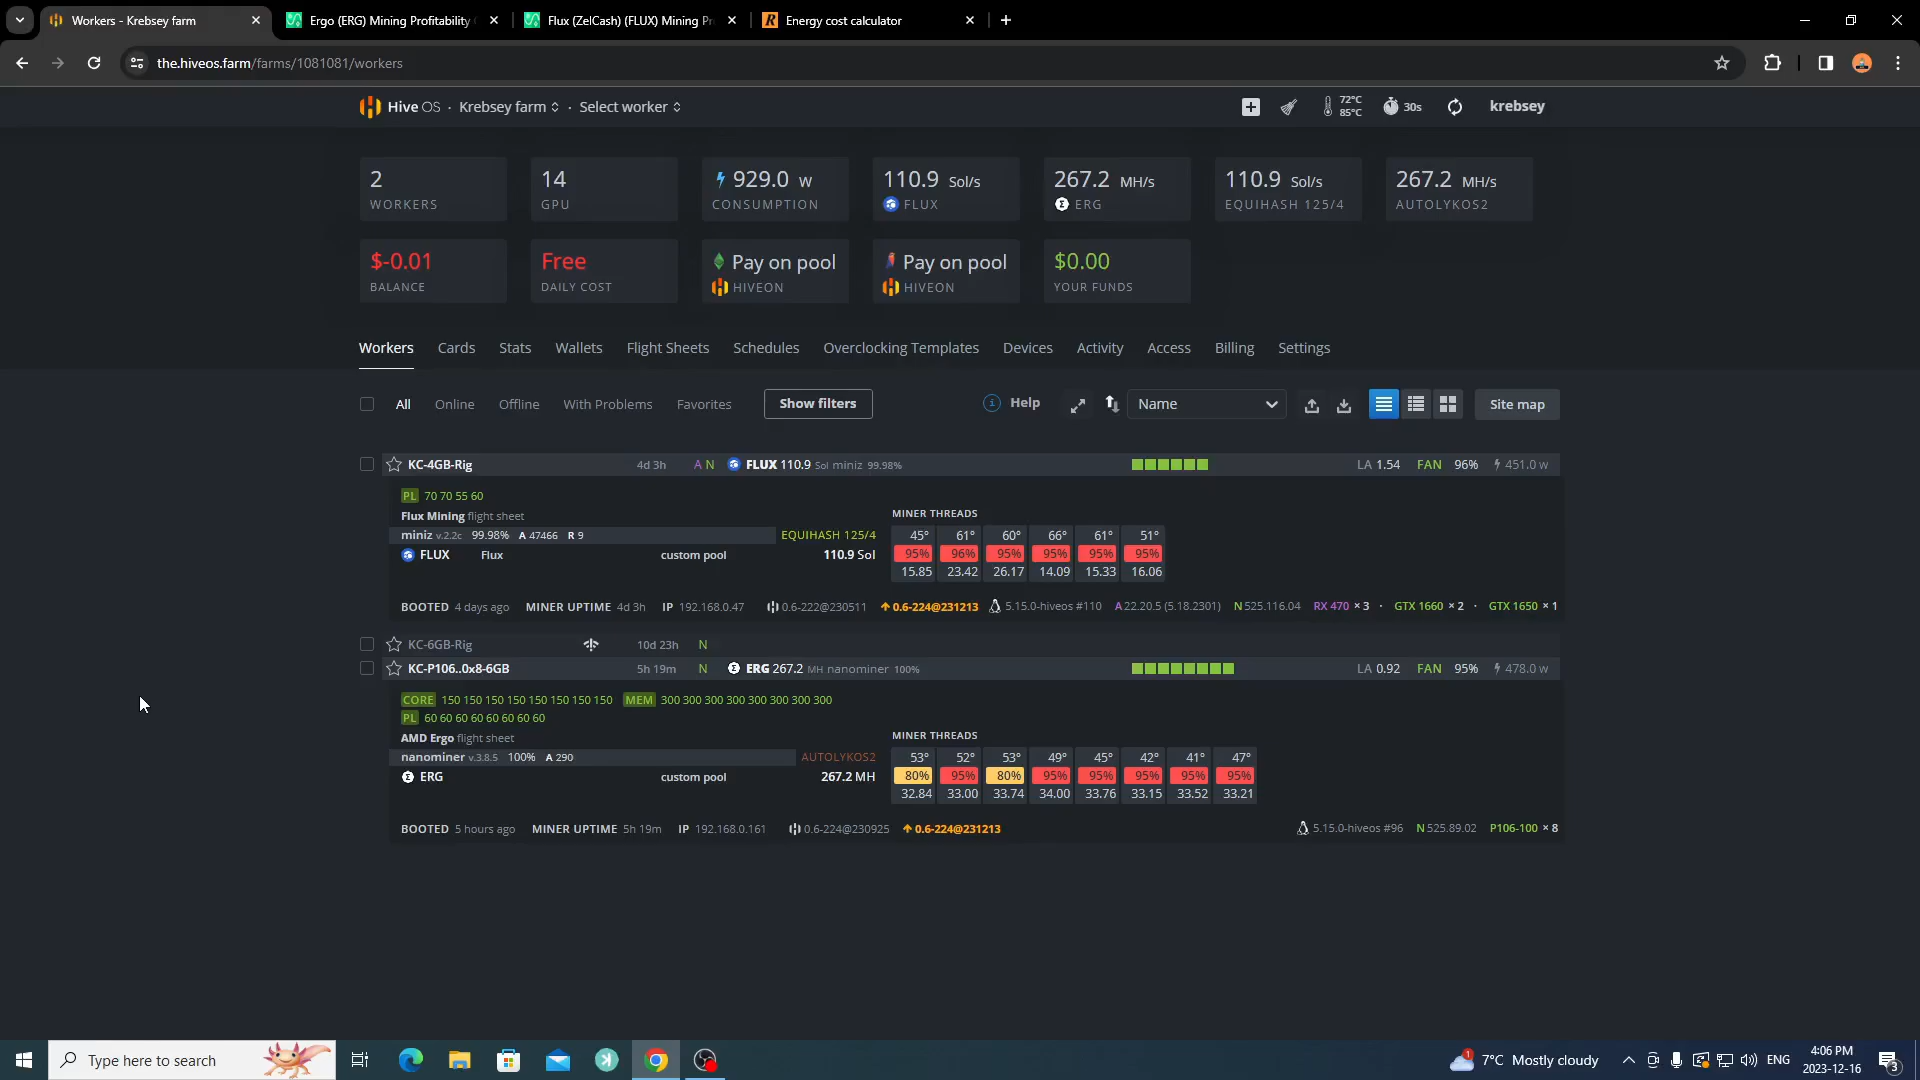 Workers - Krebsey farm
Ergo (ERG) Mining Profitability
Flux (ZelCash) (FLUX) Mining Pr
Energy cost calculator
the.hiveos.farm/farms/1081081/workers
Hive OS · Krebsey farm · Select worker
72°C
85°C
30s
krebsey
2
WORKERS
14
GPU
929.0 W
CONSUMPTION
110.9 Sol/s
FLUX
267.2 MH/s
ERG
110.9 Sol/s
EQUIHASH 125/4
267.2 MH/s
AUTOLYKOS2
$-0.01
BALANCE
Free
DAILY COST
Pay on pool
HIVEON
Pay on pool
HIVEON
$0.00
YOUR FUNDS
Workers Cards Stats Wallets Flight Sheets Schedules Overclocking Templates Devices Activity Access Billing Settings
All Online Offline With Problems Favorites Show filters Help Name Site map
KC-4GB-Rig 4d 3h A N FLUX 110.9 Sol miniz 99.98% LA 1.54 FAN 96% 451.0 w
PL 70 70 55 60
Flux Mining flight sheet
MINER THREADS
miniz v.2.2c 99.98% A 47466 R 9 EQUIHASH 125/4
45° 61° 60° 66° 61° 51°
FLUX Flux custom pool 110.9 Sol
95% 96% 95% 95% 95% 95%
15.85 23.42 26.17 14.09 15.33 16.06
BOOTED 4 days ago MINER UPTIME 4d 3h IP 192.168.0.47 0.6-222@230511 0.6-224@231213 5.15.0-hiveos #110 A 22.20.5 (5.18.2301) N 525.116.04 RX 470 × 3 · GTX 1660 × 2 · GTX 1650 × 1
KC-6GB-Rig 10d 23h N
KC-P106..0x8-6GB 5h 19m N ERG 267.2 MH nanominer 100% LA 0.92 FAN 95% 478.0 w
CORE 150 150 150 150 150 150 150 150 MEM 300 300 300 300 300 300 300 300
PL 60 60 60 60 60 60 60 60
AMD Ergo flight sheet
MINER THREADS
nanominer v.3.8.5 100% A 290 AUTOLYKOS2
53° 52° 53° 49° 45° 42° 41° 47°
ERG custom pool 267.2 MH
80% 95% 80% 95% 95% 95% 95% 95%
32.84 33.00 33.74 34.00 33.76 33.15 33.52 33.21
BOOTED 5 hours ago MINER UPTIME 5h 19m IP 192.168.0.161 0.6-224@230925 0.6-224@231213 5.15.0-hiveos #96 N 525.89.02 P106-100 × 8
Type here to search
1
7°C Mostly cloudy
ENG
4:06 PM
2023-12-16
3